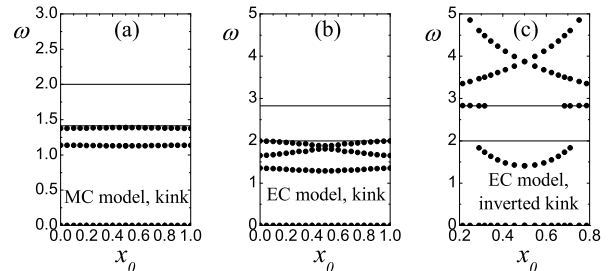 (a)
ω
3.0
2.5
2.0
1.5
1.0
0.5
0.0
MC model, kink
0.0 0.2 0.4 0.6 0.8 1.0
x_0
(b)
ω
5
4
3
2
1
0
EC model, kink
0.0 0.2 0.4 0.6 0.8 1.0
x_0
(c)
ω
5
4
3
2
1
0
EC model,
inverted kink
0.2 0.3 0.4 0.5 0.6 0.7 0.8
x_0